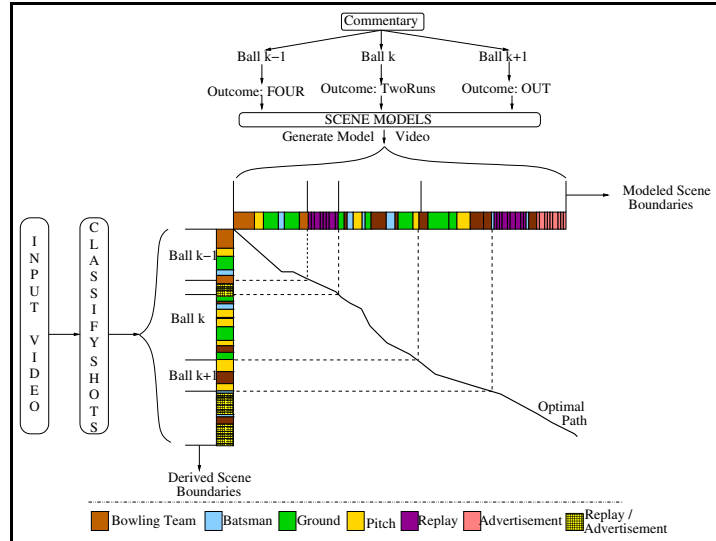 Commentary
Ball k−1
Ball k
Ball k+1
Outcome: FOUR
Outcome: TwoRuns
Outcome: OUT
SCENE MODELS
Generate Model Video
Modeled Scene
Boundaries
INPUT VIDEO
CLASSIFY SHOTS
Ball k−1
Ball k
Ball k+1
Optimal
Path
Derived Scene
Boundaries
Bowling Team
Batsman
Ground
Pitch
Replay
Advertisement
Replay /
Advertisement